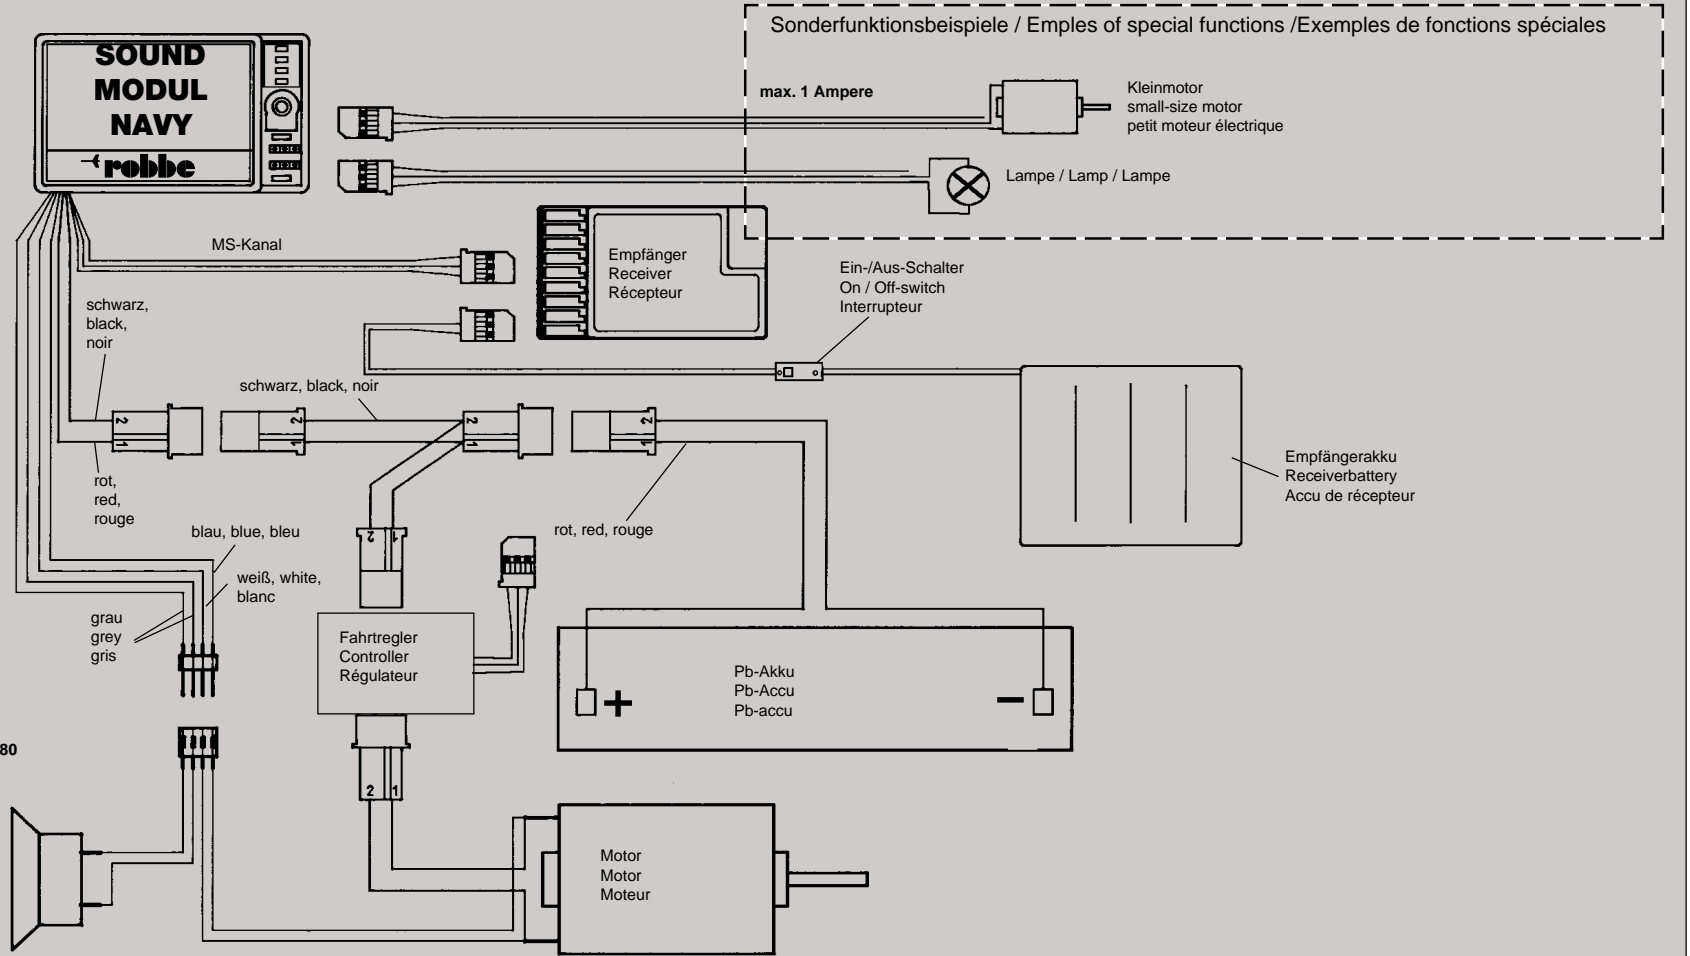 Sonderfunktionsbeispiele / Emples of special functions /Exemples de fonctions spéciales
SOUND
MODUL
NAVY
robbe
max. 1 Ampere
Kleinmotor
small-size motor
petit moteur électrique
Lampe / Lamp / Lampe
MS-Kanal
Empfänger
Receiver
Récepteur
Ein-/Aus-Schalter
On / Off-switch
Interrupteur
schwarz,
black,
noir
schwarz, black, noir
2
1
2
1
2
1
2
1
rot,
red,
rouge
Empfängerakku
Receiverbattery
Accu de récepteur
blau, blue, bleu
rot, red, rouge
2
1
weiß, white,
blanc
grau
grey
gris
Fahrtregler
Controller
Régulateur
Pb-Akku
Pb-Accu
Pb-accu
+
−
80
2
1
Motor
Motor
Moteur